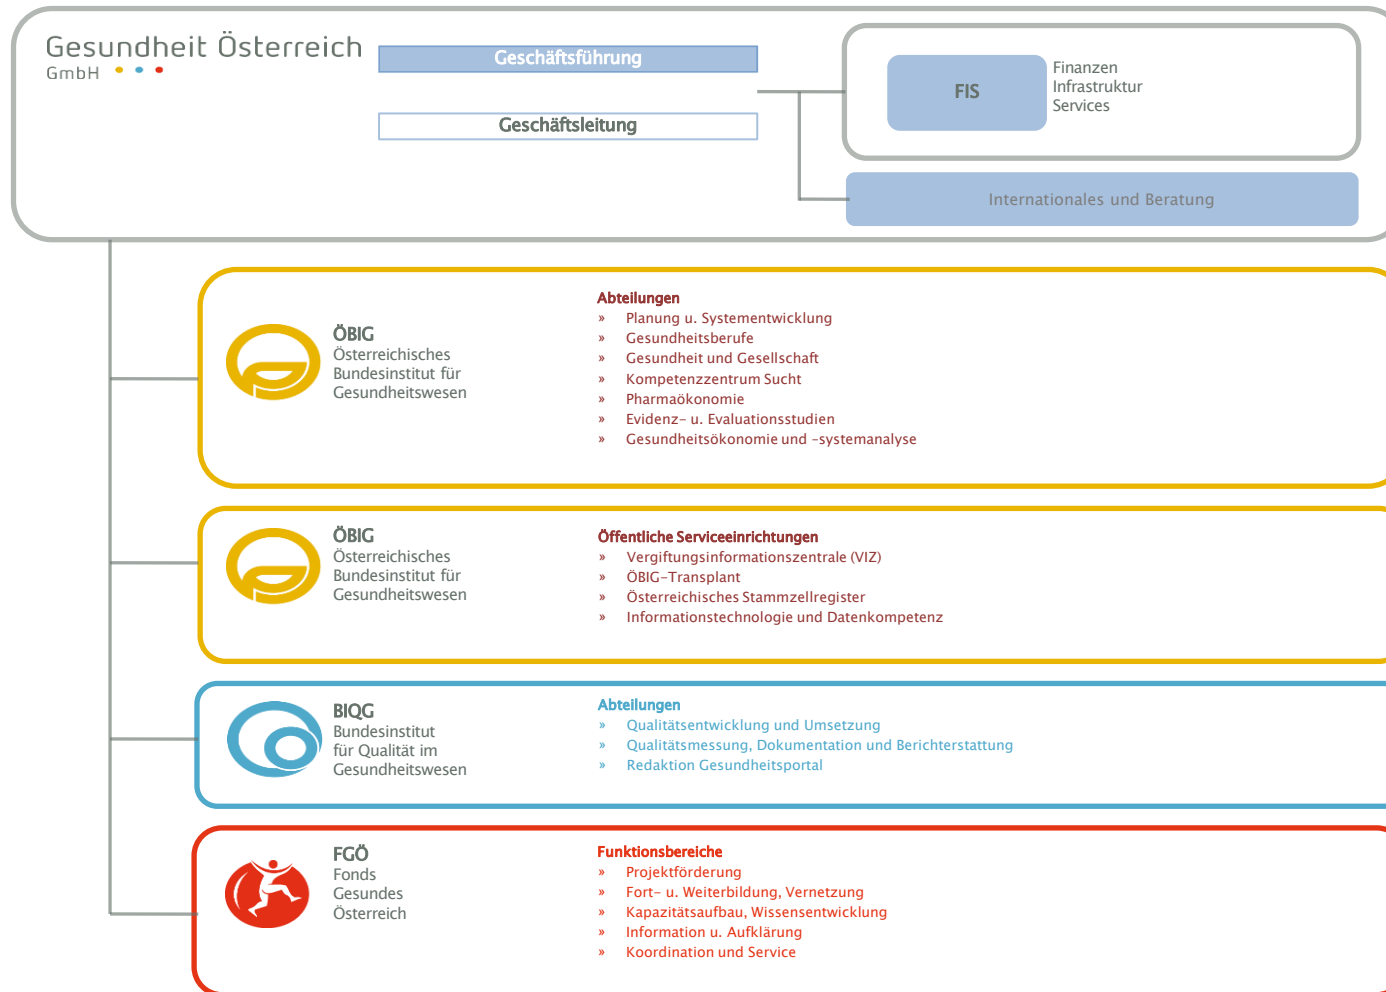 Gesundheit Österreich
GmbH
Geschäftsführung
Geschäftsleitung
FIS
Finanzen
Infrastruktur
Services
Internationales und Beratung
ÖBIG
Österreichisches
Bundesinstitut für
Gesundheitswesen
Abteilungen
» Planung u. Systementwicklung
» Gesundheitsberufe
» Gesundheit und Gesellschaft
» Kompetenzzentrum Sucht
» Pharmaökonomie
» Evidenz- u. Evaluationsstudien
» Gesundheitsökonomie und -systemanalyse
ÖBIG
Österreichisches
Bundesinstitut für
Gesundheitswesen
Öffentliche Serviceeinrichtungen
» Vergiftungsinformationszentrale (VIZ)
» ÖBIG-Transplant
» Österreichisches Stammzellregister
» Informationstechnologie und Datenkompetenz
BIQG
Bundesinstitut
für Qualität im
Gesundheitswesen
Abteilungen
» Qualitätsentwicklung und Umsetzung
» Qualitätsmessung, Dokumentation und Berichterstattung
» Redaktion Gesundheitsportal
FGÖ
Fonds
Gesundes
Österreich
Funktionsbereiche
» Projektförderung
» Fort- u. Weiterbildung, Vernetzung
» Kapazitätsaufbau, Wissensentwicklung
» Information u. Aufklärung
» Koordination und Service